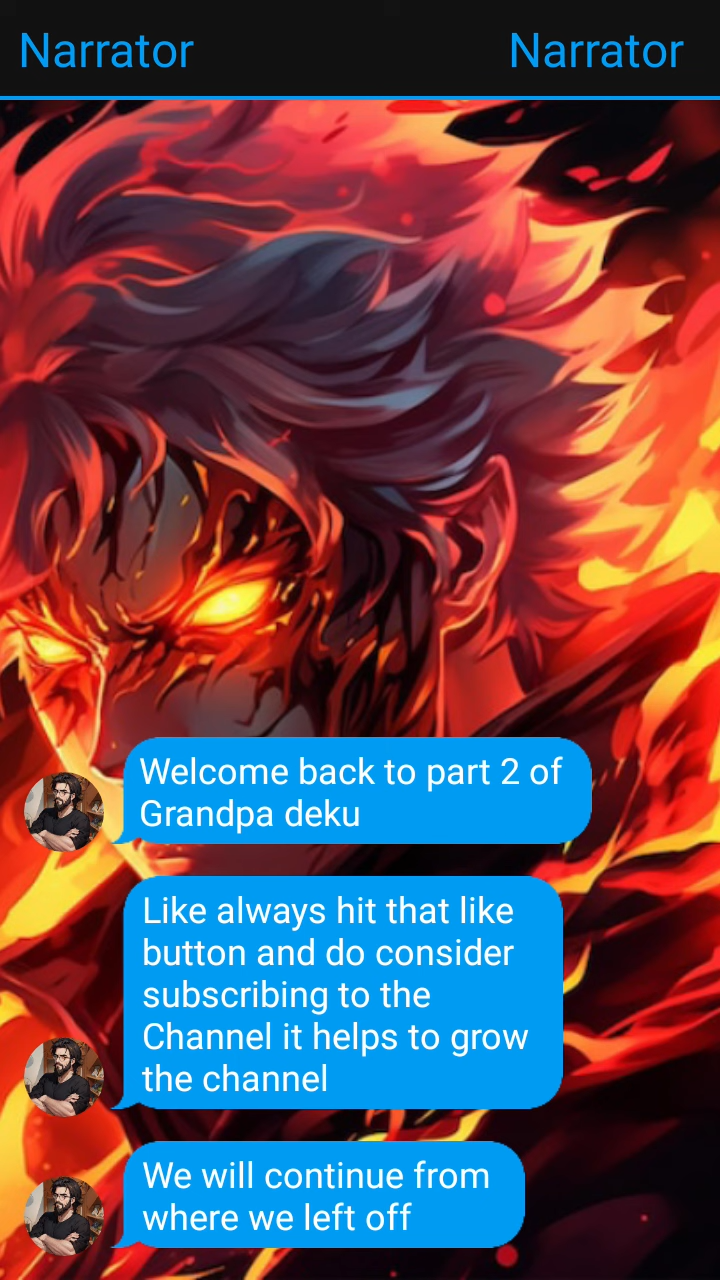 Narrator Narrator
Welcome back to part 2 of
Grandpa deku
Like always hit that like
button and do consider
subscribing to the
Channel it helps to grow
the channel
We will continue from
where we left off